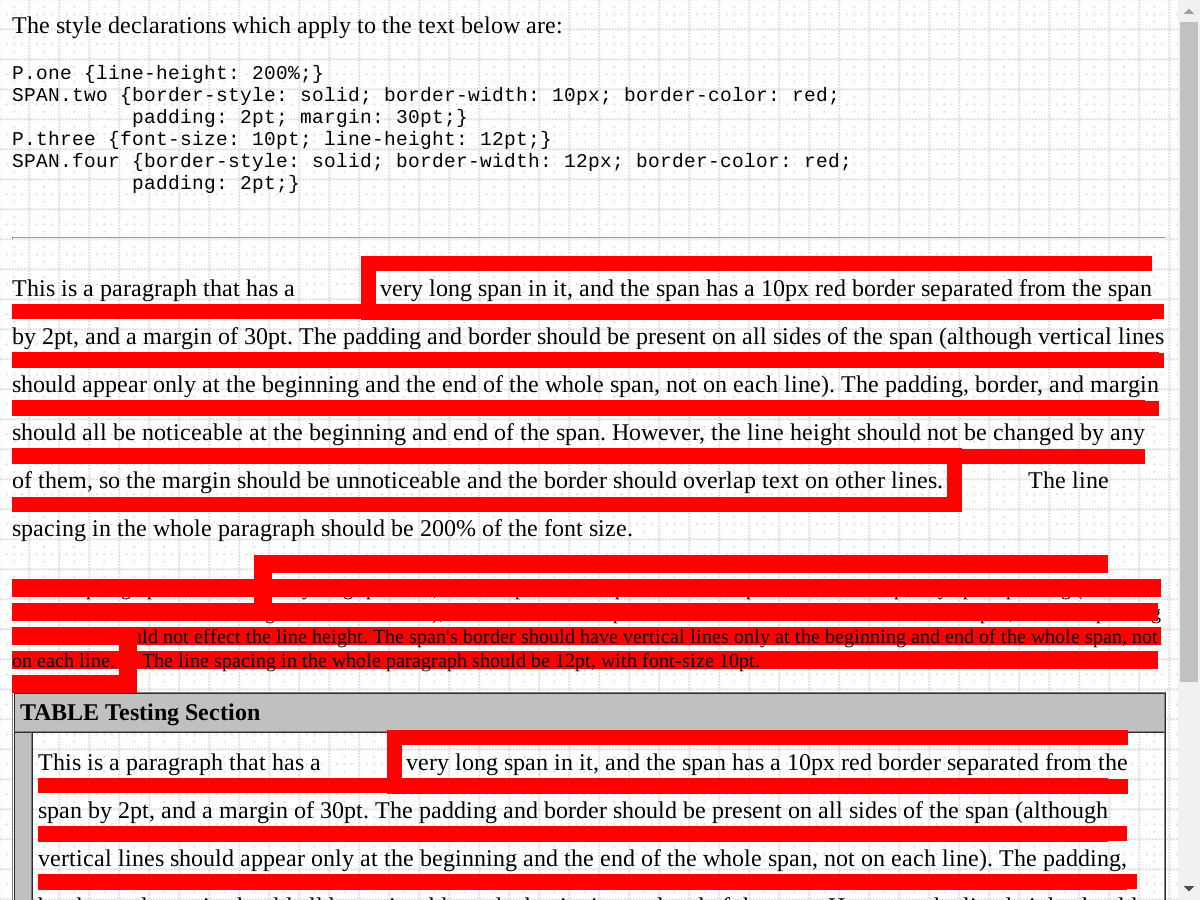 The style declarations which apply to the text below are:
P.one {line-height: 200%;}
SPAN.two {border-style: solid; border-width: 10px; border-color: red;
padding: 2pt; margin: 30pt;}
P.three {font-size: 10pt; line-height: 12pt;}
SPAN.four {border-style: solid; border-width: 12px; border-color: red;
padding: 2pt;}
This is a paragraph that has a very long span in it, and the span has a 10px red border separated from the span
by 2pt, and a margin of 30pt. The padding and border should be present on all sides of the span (although vertical lines
should appear only at the beginning and the end of the whole span, not on each line). The padding, border, and margin
should all be noticeable at the beginning and end of the span. However, the line height should not be changed by any
of them, so the margin should be unnoticeable and the border should overlap text on other lines. The line
spacing in the whole paragraph should be 200% of the font size.
not effect the line height. The span's border should have vertical lines only at the beginning and end of the whole span, not
on each line. The line spacing in the whole paragraph should be 12pt, with font-size 10pt.
TABLE Testing Section
This is a paragraph that has a very long span in it, and the span has a 10px red border separated from the
span by 2pt, and a margin of 30pt. The padding and border should be present on all sides of the span (although
vertical lines should appear only at the beginning and the end of the whole span, not on each line). The padding,